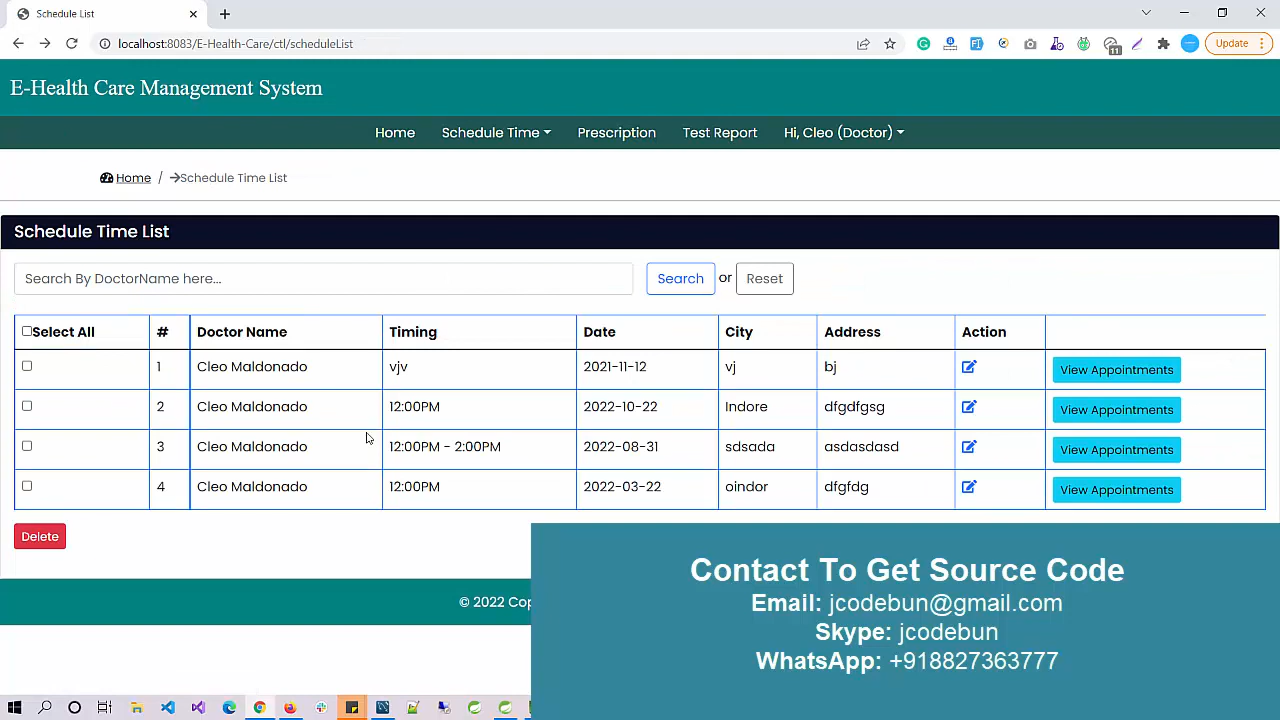 Schedule List
localhost:8083/E-Health-Care/ctl/scheduleList
Update
11
E-Health Care Management System
Home Schedule Time Prescription Test Report Hi, Cleo (Doctor)
Home / Schedule Time List
Schedule Time List
Search By DoctorName here... Search or Reset
Select All # Doctor Name Timing Date City Address Action
1 Cleo Maldonado vjv 2021-11-12 vj bj View Appointments
2 Cleo Maldonado 12:00PM 2022-10-22 Indore dfgdfgsg View Appointments
3 Cleo Maldonado 12:00PM - 2:00PM 2022-08-31 sdsada asdasdasd View Appointments
4 Cleo Maldonado 12:00PM 2022-03-22 oindor dfgfdg View Appointments
Delete
© 2022 Cop
Contact To Get Source Code
Email: jcodebun@gmail.com
Skype: jcodebun
WhatsApp: +918827363777